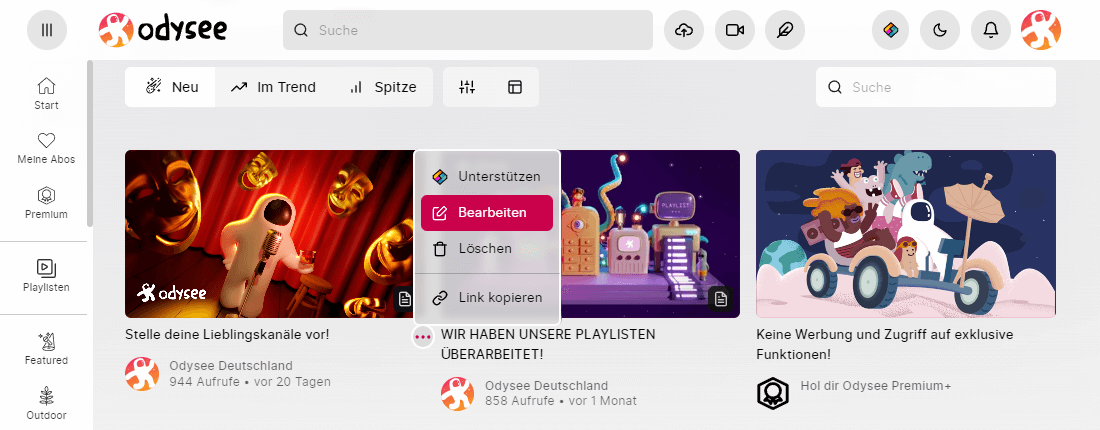 odysee
Suche
Start
Meine Abos
Premium
Playlisten
Featured
Outdoor
Neu
Im Trend
Spitze
Suche
odysee
Stelle deine Lieblingskanäle vor!
Odysee Deutschland
944 Aufrufe • vor 20 Tagen
Unterstützen
Bearbeiten
Löschen
Link kopieren
PLAYLIST
WIR HABEN UNSERE PLAYLISTEN
ÜBERARBEITET!
Odysee Deutschland
858 Aufrufe • vor 1 Monat
Keine Werbung und Zugriff auf exklusive
Funktionen!
Hol dir Odysee Premium+